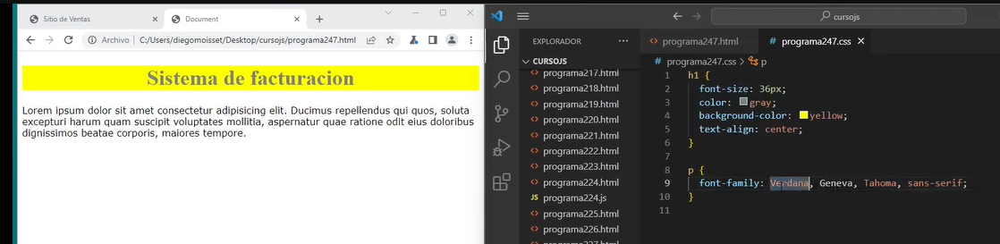 Sitio de Ventas
Document
Archivo | C:/Users/diegomoisset/Desktop/cursojs/programa247.html
Sistema de facturacion
Lorem ipsum dolor sit amet consectetur adipisicing elit. Ducimus repellendus qui quos, soluta
excepturi harum quam suscipit voluptates mollitia, aspernatur quae ratione odit eius doloribus
dignissimos beatae corporis, maiores tempore.
cursojs
EXPLORADOR
CURSOJS
programa217.html
programa218.html
programa219.html
programa220.html
programa221.html
programa222.html
programa223.html
programa224.html
JS programa224.js
programa225.html
programa226.html
programa227.html
programa247.html
# programa247.css
# programa247.css > p
1 h1 {
2 font-size: 36px;
3 color: gray;
4 background-color: yellow;
5 text-align: center;
6 }
7
8 p {
9 font-family: Verdana, Geneva, Tahoma, sans-serif;
10 }
11